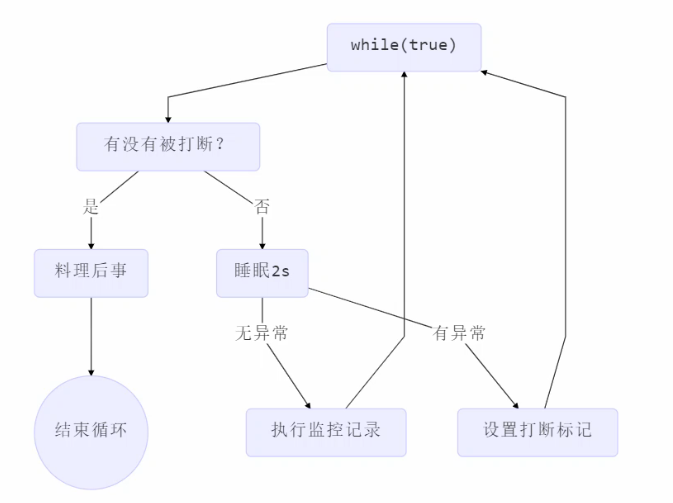 while(true)
有没有被打断?
是
否
料理后事
睡眠2s
无异常
有异常
结束循环
执行监控记录
设置打断标记